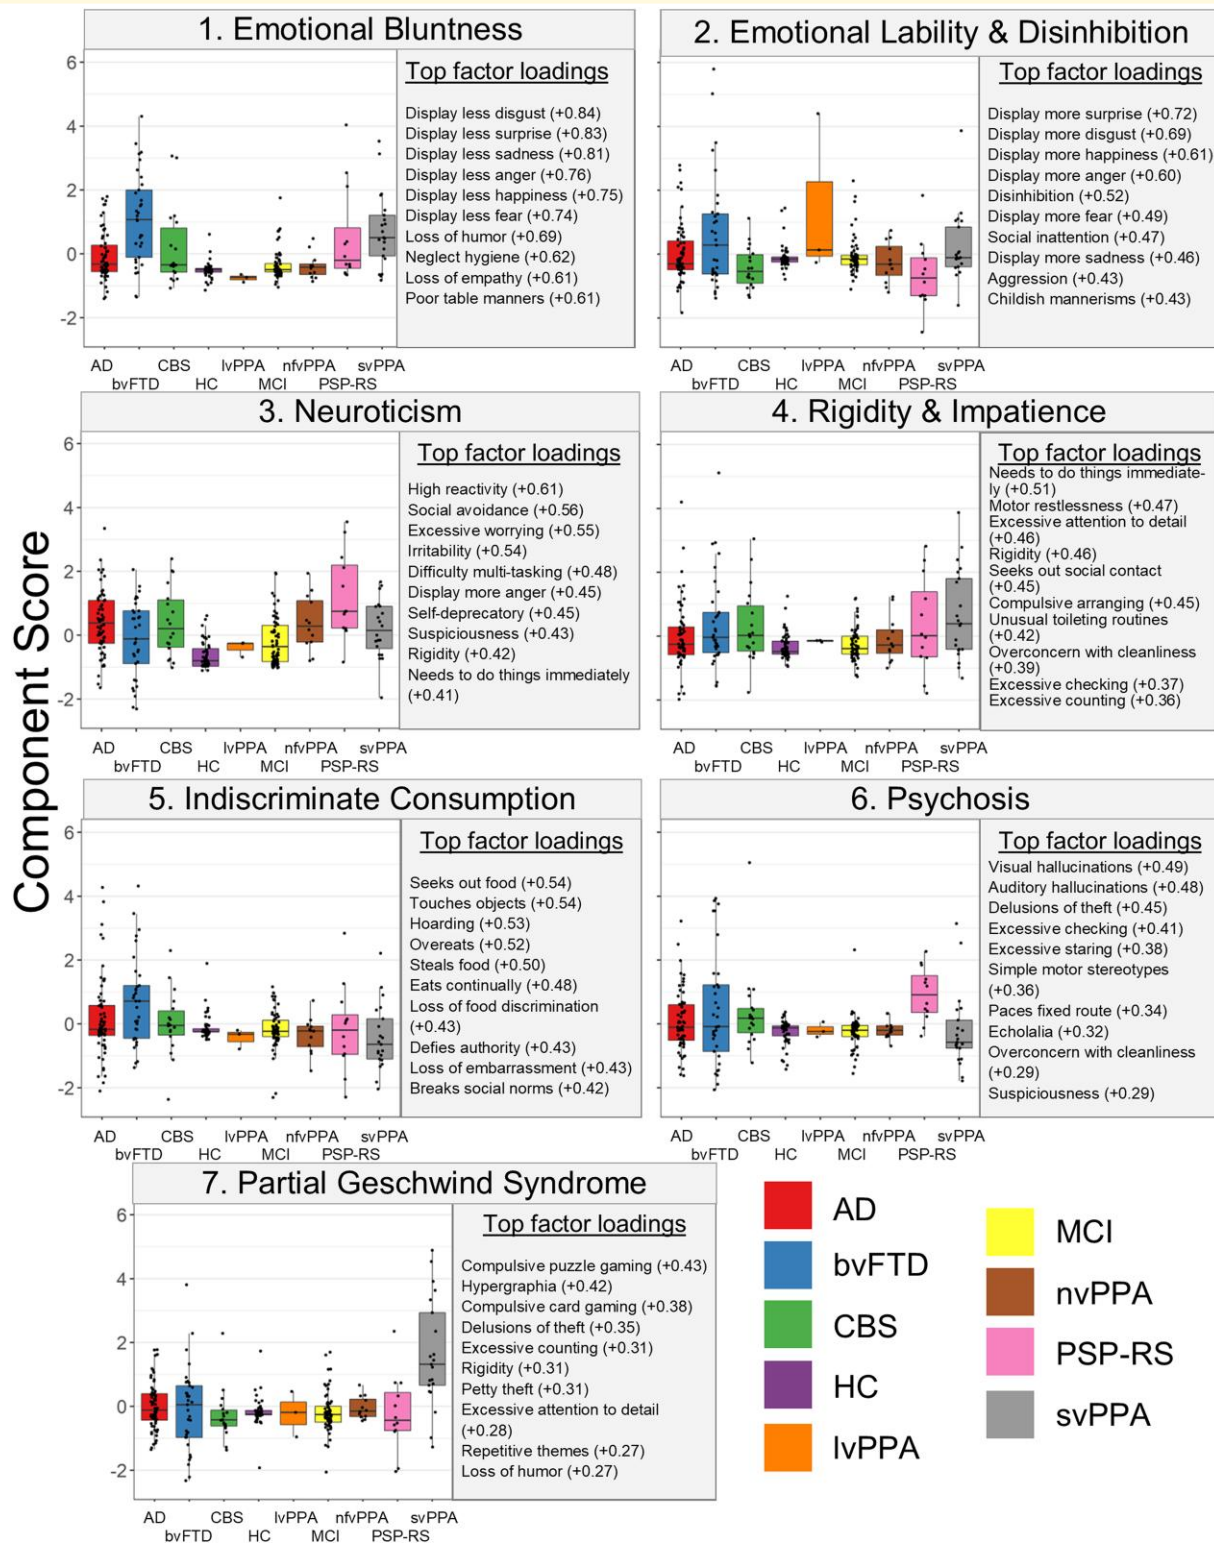 1. Emotional Bluntness
Top factor loadings
Display less disgust (+0.84)
Display less surprise (+0.83)
Display less sadness (+0.81)
Display less anger (+0.76)
Display less happiness (+0.75)
Display less fear (+0.74)
Loss of humor (+0.69)
Neglect hygiene (+0.62)
Loss of empathy (+0.61)
Poor table manners (+0.61)
6
4
2
0
-2
AD CBS lvPPA nfvPPA svPPA
bvFTD HC MCI PSP-RS
2. Emotional Lability & Disinhibition
Top factor loadings
Display more surprise (+0.72)
Display more disgust (+0.69)
Display more happiness (+0.61)
Display more anger (+0.60)
Disinhibition (+0.52)
Display more fear (+0.49)
Social inattention (+0.47)
Display more sadness (+0.46)
Aggression (+0.43)
Childish mannerisms (+0.43)
AD CBS lvPPA nfvPPA svPPA
bvFTD HC MCI PSP-RS
Component Score
3. Neuroticism
Top factor loadings
High reactivity (+0.61)
Social avoidance (+0.56)
Excessive worrying (+0.55)
Irritability (+0.54)
Difficulty multi-tasking (+0.48)
Display more anger (+0.45)
Self-deprecatory (+0.45)
Suspiciousness (+0.43)
Rigidity (+0.42)
Needs to do things immediately
(+0.41)
6
4
2
0
-2
AD CBS lvPPA nfvPPA svPPA
bvFTD HC MCI PSP-RS
4. Rigidity & Impatience
Top factor loadings
Needs to do things immediate-
ly (+0.51)
Motor restlessness (+0.47)
Excessive attention to detail
(+0.46)
Rigidity (+0.46)
Seeks out social contact
(+0.45)
Compulsive arranging (+0.45)
Unusual toileting routines
(+0.42)
Overconcern with cleanliness
(+0.39)
Excessive checking (+0.37)
Excessive counting (+0.36)
AD CBS lvPPA nfvPPA svPPA
bvFTD HC MCI PSP-RS
5. Indiscriminate Consumption
Top factor loadings
Seeks out food (+0.54)
Touches objects (+0.54)
Hoarding (+0.53)
Overeats (+0.52)
Steals food (+0.50)
Eats continually (+0.48)
Loss of food discrimination
(+0.43)
Defies authority (+0.43)
Loss of embarrassment (+0.43)
Breaks social norms (+0.42)
6
4
2
0
-2
AD CBS lvPPA nfvPPA svPPA
bvFTD HC MCI PSP-RS
6. Psychosis
Top factor loadings
Visual hallucinations (+0.49)
Auditory hallucinations (+0.48)
Delusions of theft (+0.45)
Excessive checking (+0.41)
Excessive staring (+0.38)
Simple motor stereotypes
(+0.36)
Paces fixed route (+0.34)
Echolalia (+0.32)
Overconcern with cleanliness
(+0.29)
Suspiciousness (+0.29)
AD CBS lvPPA nfvPPA svPPA
bvFTD HC MCI PSP-RS
7. Partial Geschwind Syndrome
Top factor loadings
Compulsive puzzle gaming (+0.43)
Hypergraphia (+0.42)
Compulsive card gaming (+0.38)
Delusions of theft (+0.35)
Excessive counting (+0.31)
Rigidity (+0.31)
Petty theft (+0.31)
Excessive attention to detail
(+0.28)
Repetitive themes (+0.27)
Loss of humor (+0.27)
6
4
2
0
-2
AD CBS lvPPA nfvPPA svPPA
bvFTD HC MCI PSP-RS
AD
bvFTD
CBS
HC
lvPPA
MCI
nvPPA
PSP-RS
svPPA